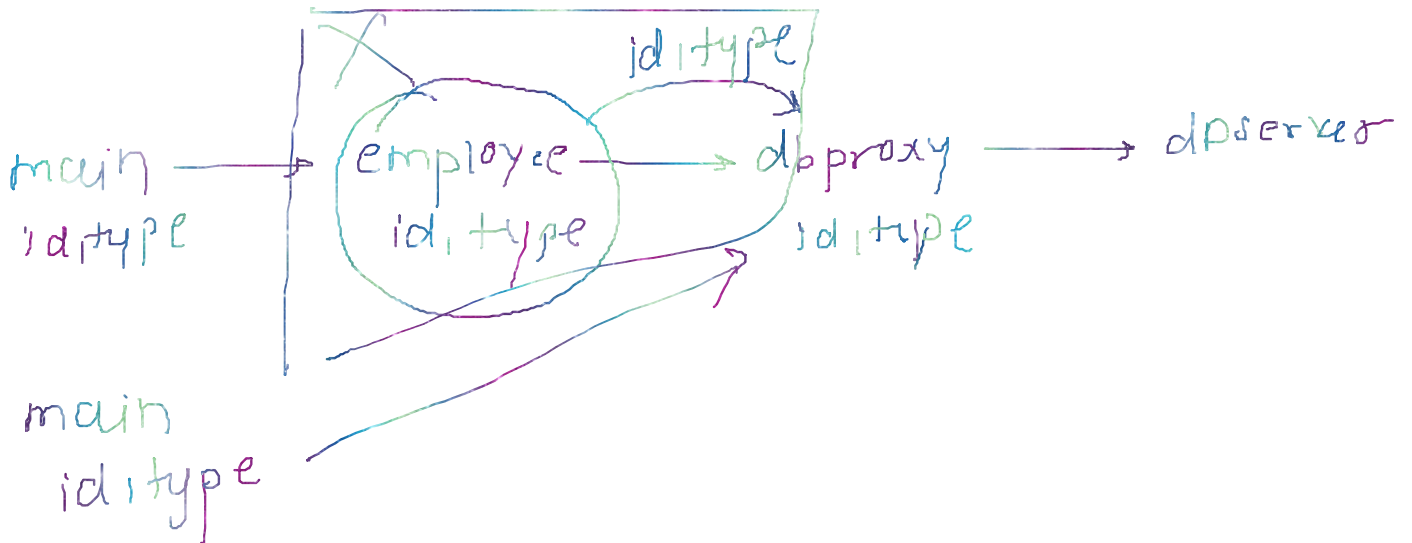 id, type
main employee dbproxy dbserver
id, type id, type id, type
main
id, type